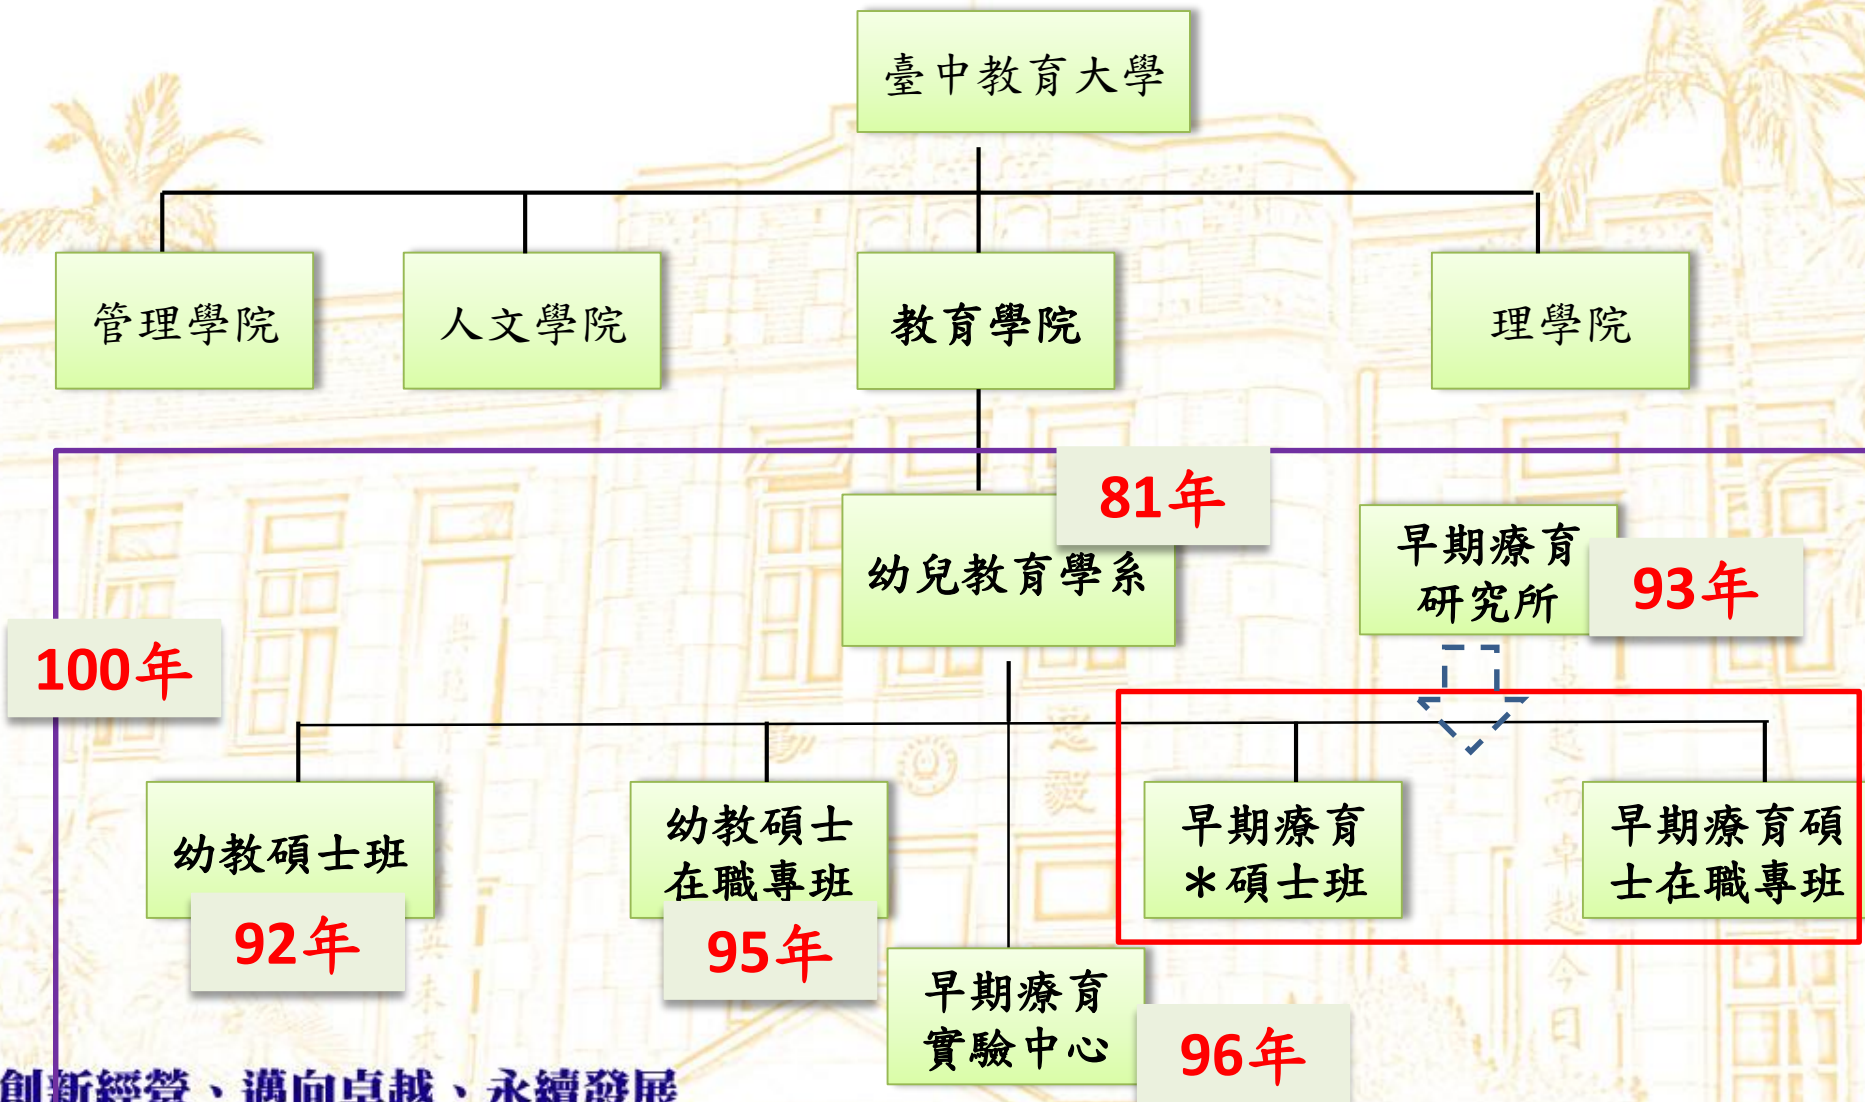 臺中教育大學
管理學院
人文學院
教育學院
理學院
81年
幼兒教育學系
早期療育
研究所
93年
100年
幼教碩士班
92年
幼教碩士
在職專班
95年
早期療育
＊碩士班
早期療育碩
士在職專班
早期療育
實驗中心
96年
創新經營、邁向卓越、永續發展